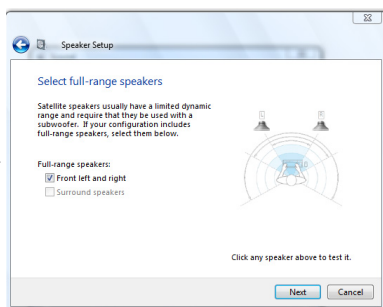 Speaker Setup
Select full-range speakers
Satellite speakers usually have a limited dynamic
range and require that they be used with a
subwoofer. If your configuration includes
full-range speakers, select them below.
Full-range speakers:
Front left and right
Surround speakers
L
R
Click any speaker above to test it.
Next
Cancel